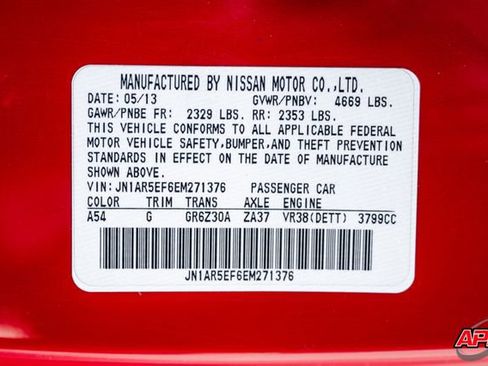 MANUFACTURED BY NISSAN MOTOR CO.,LTD.
DATE: 05/13 GVWR/PNBV: 4669 LBS.
GAWR/PNBE FR: 2329 LBS. RR: 2353 LBS.
THIS VEHICLE CONFORMS TO ALL APPLICABLE FEDERAL
MOTOR VEHICLE SAFETY,BUMPER,AND THEFT PREVENTION
STANDARDS IN EFFECT ON THE DATE OF MANUFACTURE
SHOWN ABOVE.
VIN: JN1AR5EF6EM271376 PASSENGER CAR
COLOR TRIM TRANS AXLE ENGINE
A54 G GR6Z30A ZA37 VR38(DETT) 3799CC
JN1AR5EF6EM271376